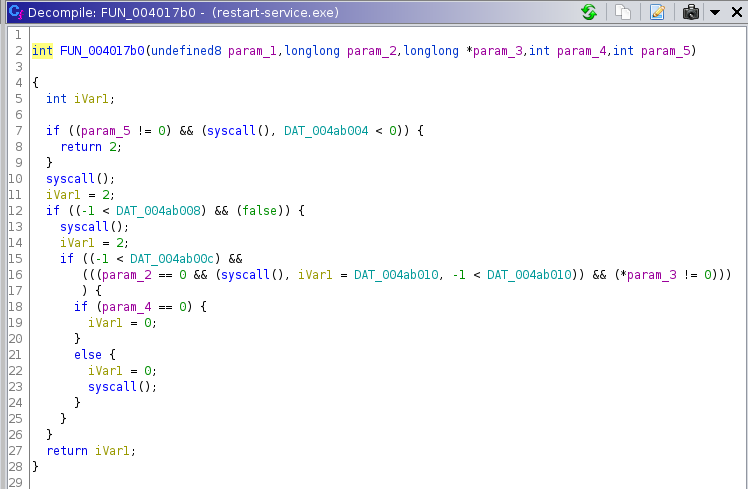 Decompile: FUN_004017b0 - (restart-service.exe)
1
2 int FUN_004017b0(undefined8 param_1,longlong param_2,longlong *param_3,int param_4,int param_5)
3
4 {
5   int iVar1;
6
7   if ((param_5 != 0) && (syscall(), DAT_004ab004 < 0)) {
8     return 2;
9   }
10   syscall();
11   iVar1 = 2;
12   if ((-1 < DAT_004ab008) && (false)) {
13     syscall();
14     iVar1 = 2;
15     if ((-1 < DAT_004ab00c) &&
16        (((param_2 == 0 && (syscall(), iVar1 = DAT_004ab010, -1 < DAT_004ab010)) && (*param_3 != 0)))
17        ) {
18       if (param_4 == 0) {
19         iVar1 = 0;
20       }
21       else {
22         iVar1 = 0;
23         syscall();
24       }
25     }
26   }
27   return iVar1;
28 }
29